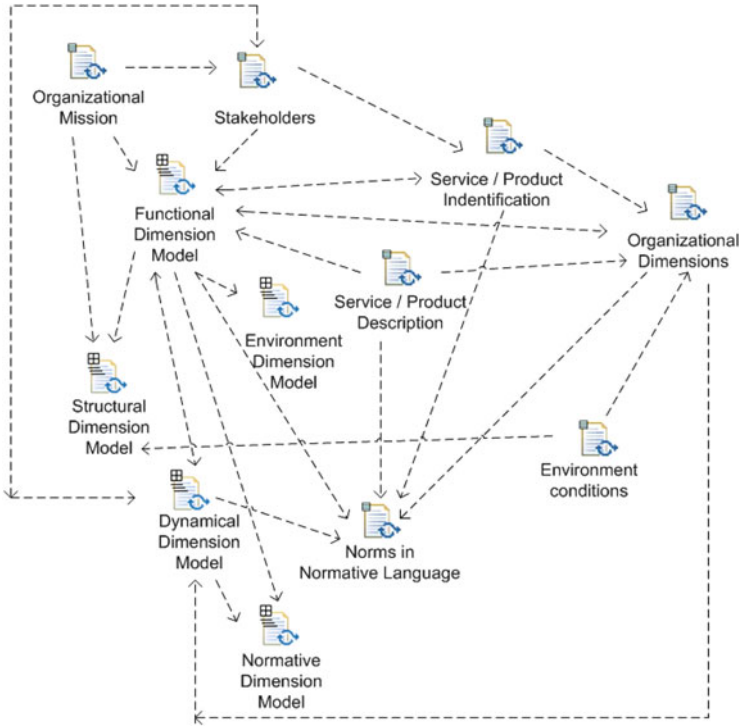 Organizational
Mission
Stakeholders
Service / Product
Indentification
Functional
Dimension
Model
Organizational
Dimensions
Service / Product
Description
Environment
Dimension
Model
Structural
Dimension
Model
Environment
conditions
Dynamical
Dimension
Model
Norms in
Normative Language
Normative
Dimension
Model